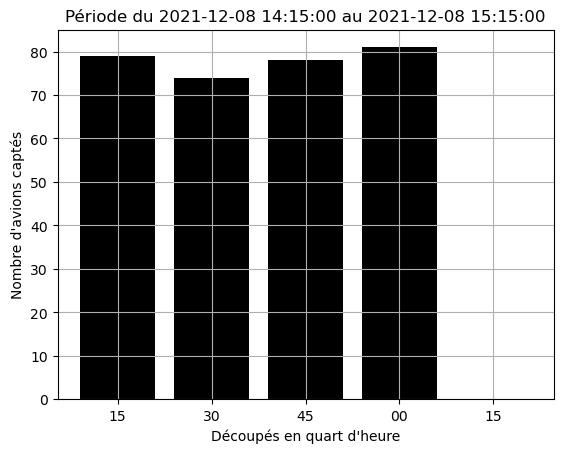 Période du 2021-12-08 14:15:00 au 2021-12-08 15:15:00
Nombre d'avions captés
80
70
60
50
40
30
20
10
0
15 30 45 00 15
Découpés en quart d'heure